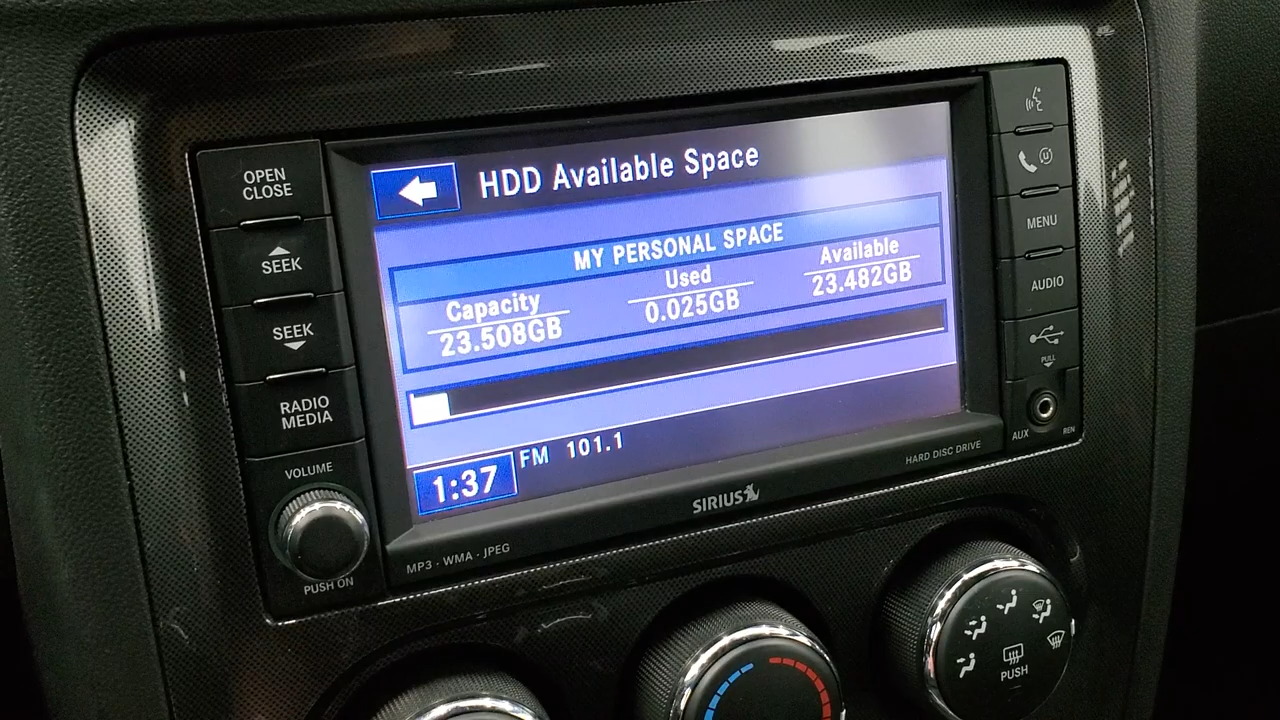 OPEN
CLOSE
SEEK
SEEK
RADIO
MEDIA
VOLUME
PUSH ON
HDD Available Space
MY PERSONAL SPACE
Capacity Used Available
23.508GB 0.025GB 23.482GB
1:37 FM 101.1
MP3 · WMA · JPEG
SIRIUS
HARD DISC DRIVE
MENU
AUDIO
PULL
AUX REN
PUSH